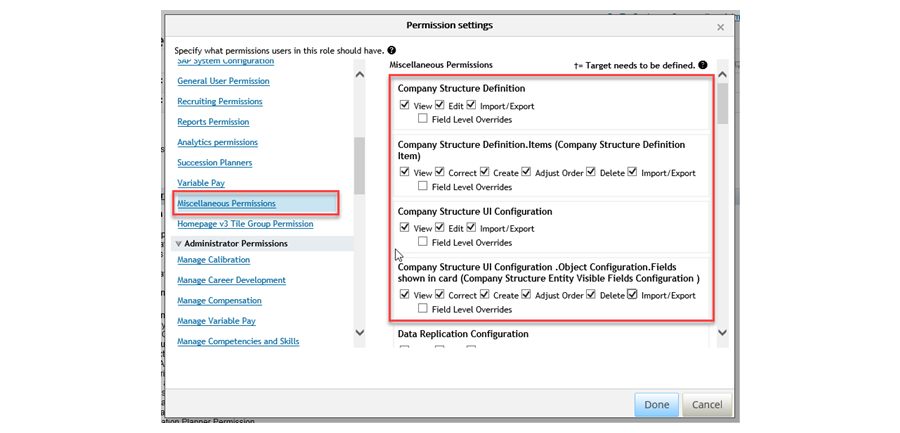 Permission settings
Specify what permissions users in this role should have.
SAP System Configuration
General User Permission
Recruiting Permissions
Reports Permission
Analytics permissions
Succession Planners
Variable Pay
Miscellaneous Permissions
Homepage v3 Tile Group Permission
Administrator Permissions
Manage Calibration
Manage Career Development
Manage Compensation
Manage Variable Pay
Manage Competencies and Skills
Miscellaneous Permissions
†= Target needs to be defined.
Company Structure Definition
View Edit Import/Export
Field Level Overrides
Company Structure Definition.Items (Company Structure Definition
Item)
View Correct Create Adjust Order Delete Import/Export
Field Level Overrides
Company Structure UI Configuration
View Edit Import/Export
Field Level Overrides
Company Structure UI Configuration .Object Configuration.Fields
shown in card (Company Structure Entity Visible Fields Configuration )
View Correct Create Adjust Order Delete Import/Export
Field Level Overrides
Data Replication Configuration
Done Cancel
ation Planner Permission